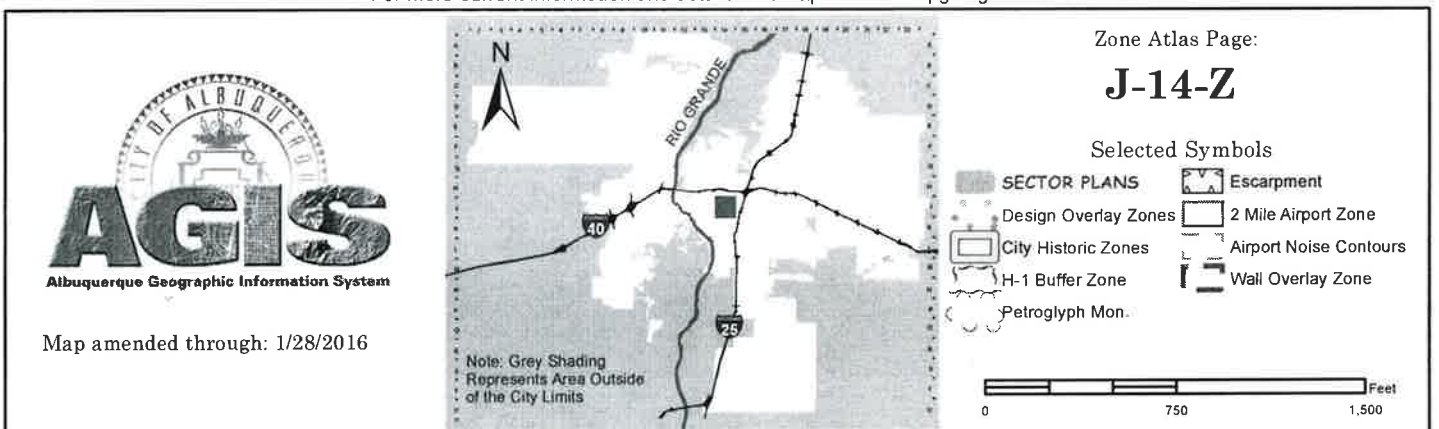 CITY OF ALBUQUERQUE
AGIS
Albuquerque Geographic Information System
Map amended through: 1/28/2016
N
RIO GRANDE
40
25
Note: Grey Shading
Represents Area Outside
of the City Limits
Zone Atlas Page:
J-14-Z
Selected Symbols
SECTOR PLANS
Escarpment
Design Overlay Zones
2 Mile Airport Zone
City Historic Zones
Airport Noise Contours
H-1 Buffer Zone
Wall Overlay Zone
Petroglyph Mon.
Feet
0 750 1,500